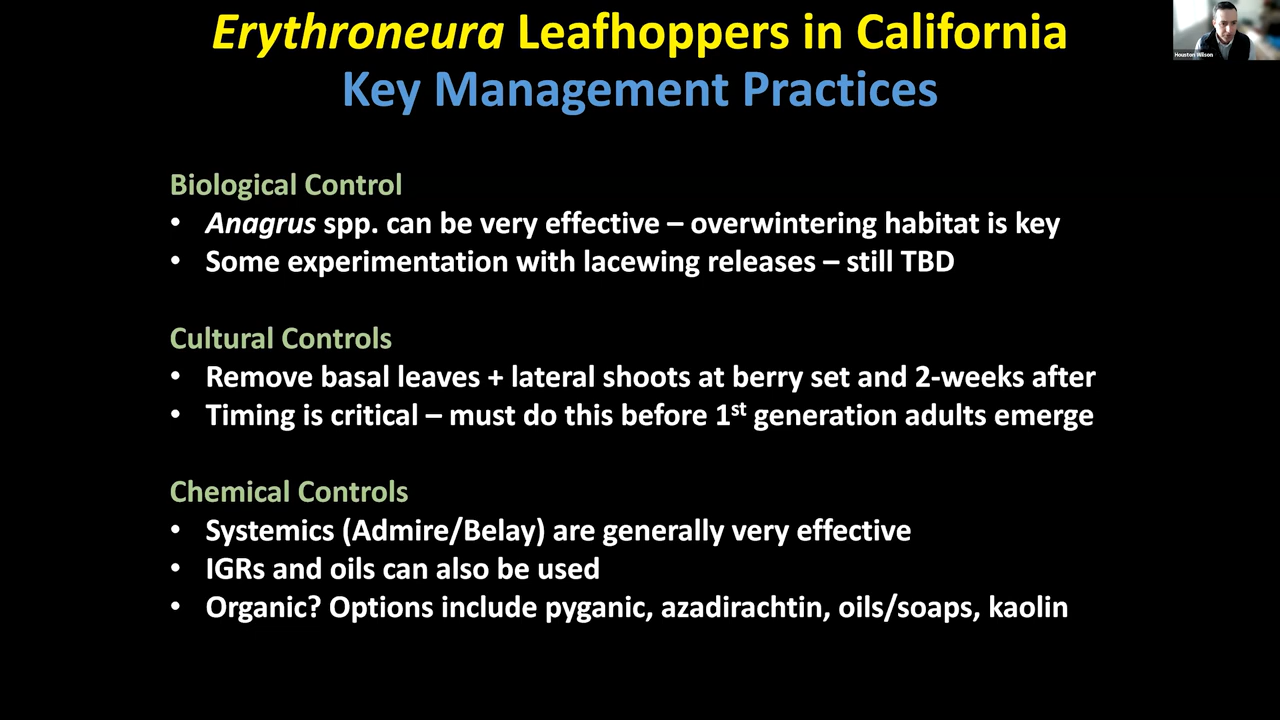 Erythroneura Leafhoppers in California
Key Management Practices
Houston Wilson
Biological Control
• Anagrus spp. can be very effective – overwintering habitat is key
• Some experimentation with lacewing releases – still TBD
Cultural Controls
• Remove basal leaves + lateral shoots at berry set and 2-weeks after
• Timing is critical – must do this before 1st generation adults emerge
Chemical Controls
• Systemics (Admire/Belay) are generally very effective
• IGRs and oils can also be used
• Organic? Options include pyganic, azadirachtin, oils/soaps, kaolin